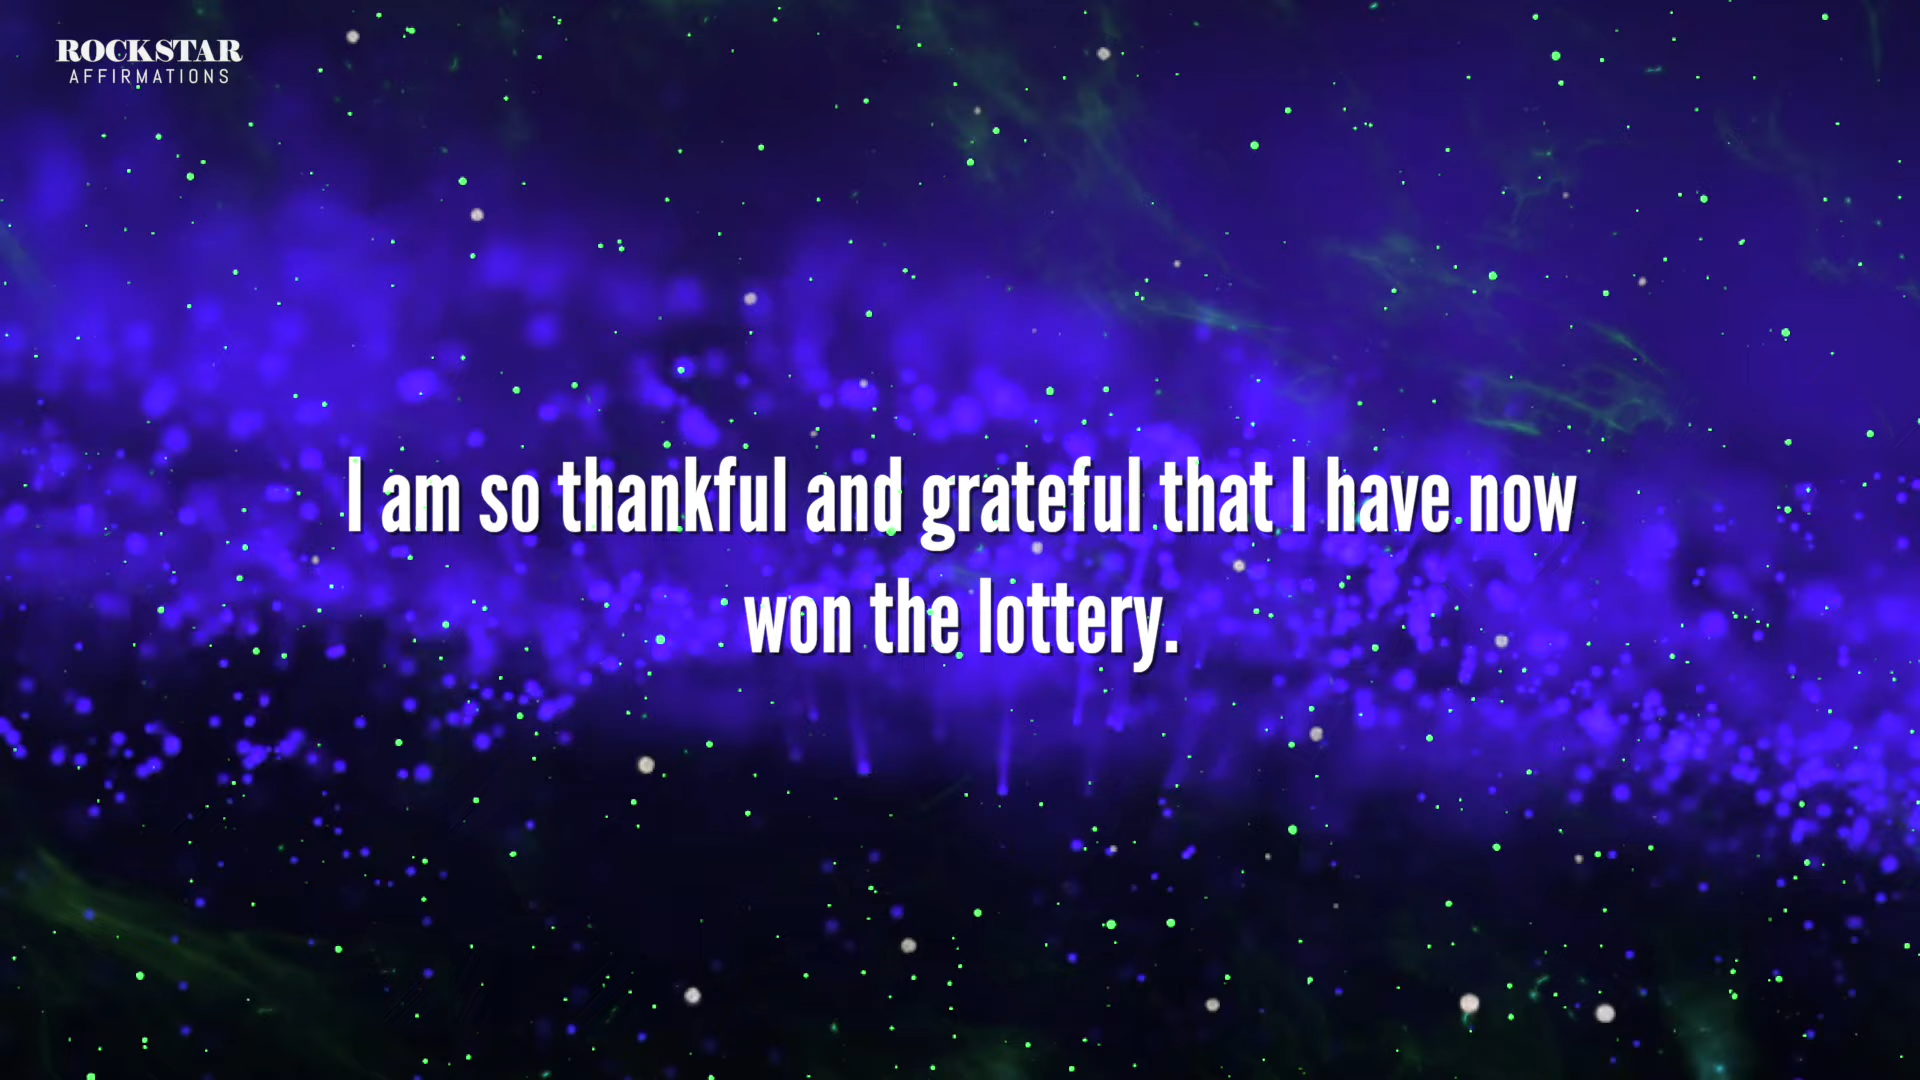 ROCKSTAR
AFFIRMATIONS
I am so thankful and grateful that I have now
won the lottery.